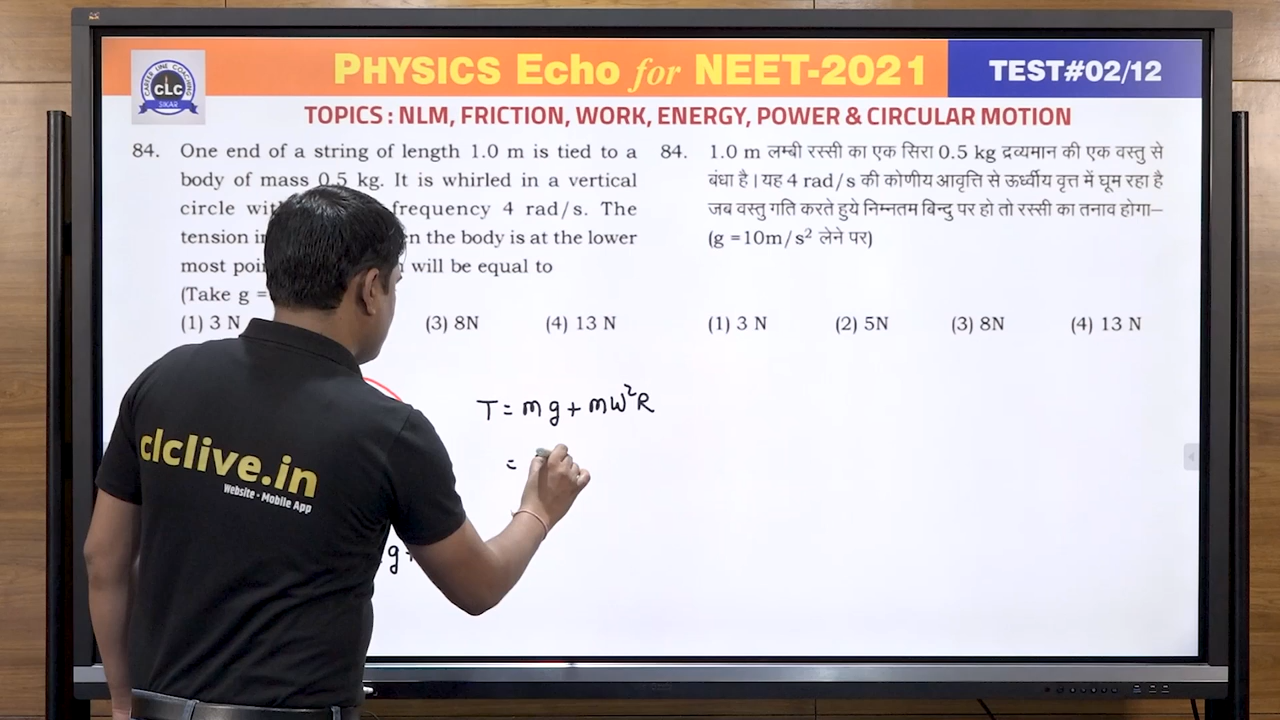 PHYSICS Echo for NEET-2021
TEST#02/12
CAREER LINE COACHING
CLC
SIKAR
TOPICS : NLM, FRICTION, WORK, ENERGY, POWER & CIRCULAR MOTION
84. One end of a string of length 1.0 m is tied to a
body of mass 0.5 kg. It is whirled in a vertical
circle frequency 4 rad/s. The
tension the body is at the lower
most will be equal to
(Take g =
(1) 3 N (3) 8N (4) 13 N
84. 1.0 m लम्बी रस्सी का एक सिरा 0.5 kg द्रव्यमान की एक वस्तु से
बंधा है। यह 4 rad/s की कोणीय आवृत्ति से ऊर्ध्वीय वृत्त में घूम रहा है
जब वस्तु गति करते हुये निम्नतम बिन्दु पर हो तो रस्सी का तनाव होगा–
(g =10m/s² लेने पर)
(1) 3 N (2) 5N (3) 8N (4) 13 N
T = mg + mω²R
=
g+
clclive.in
Website - Mobile App